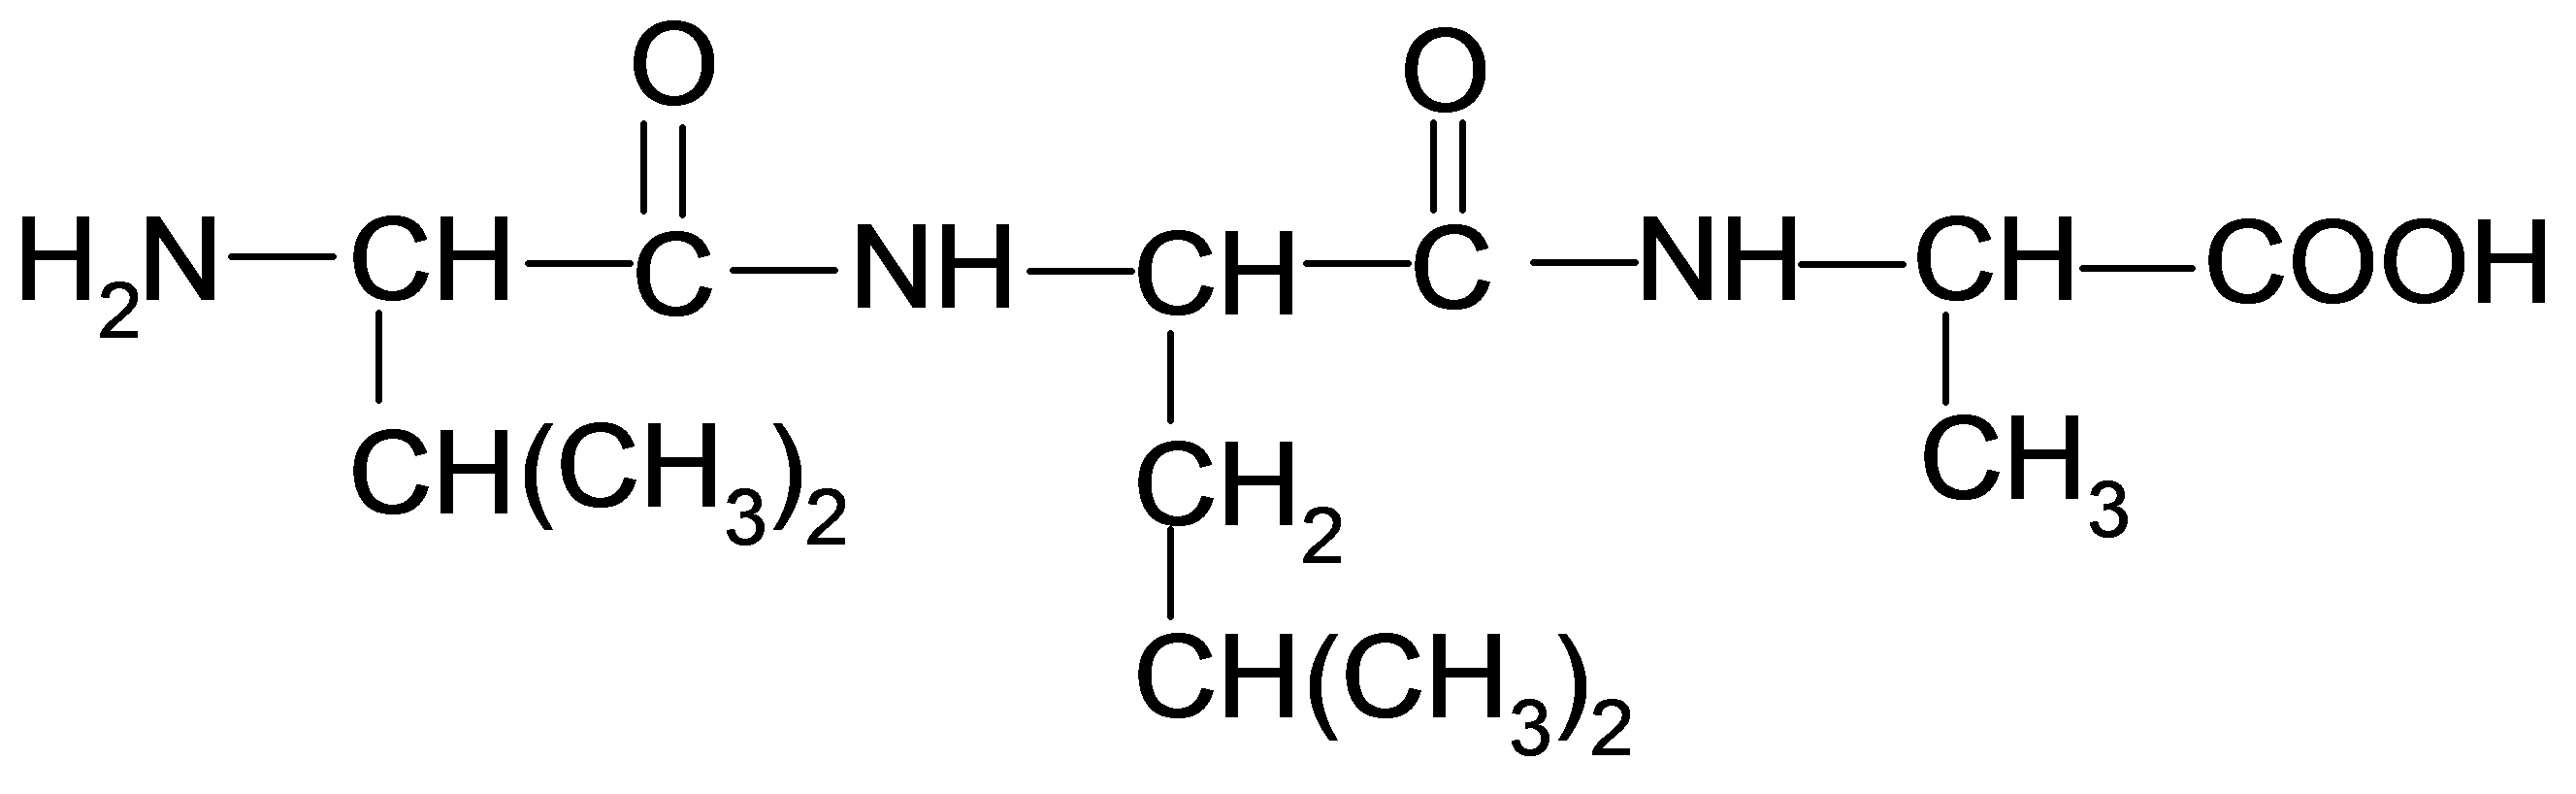 O O
H2N CH C NH CH C NH CH COOH
CH(CH3)2 CH2 CH3
CH(CH3)2